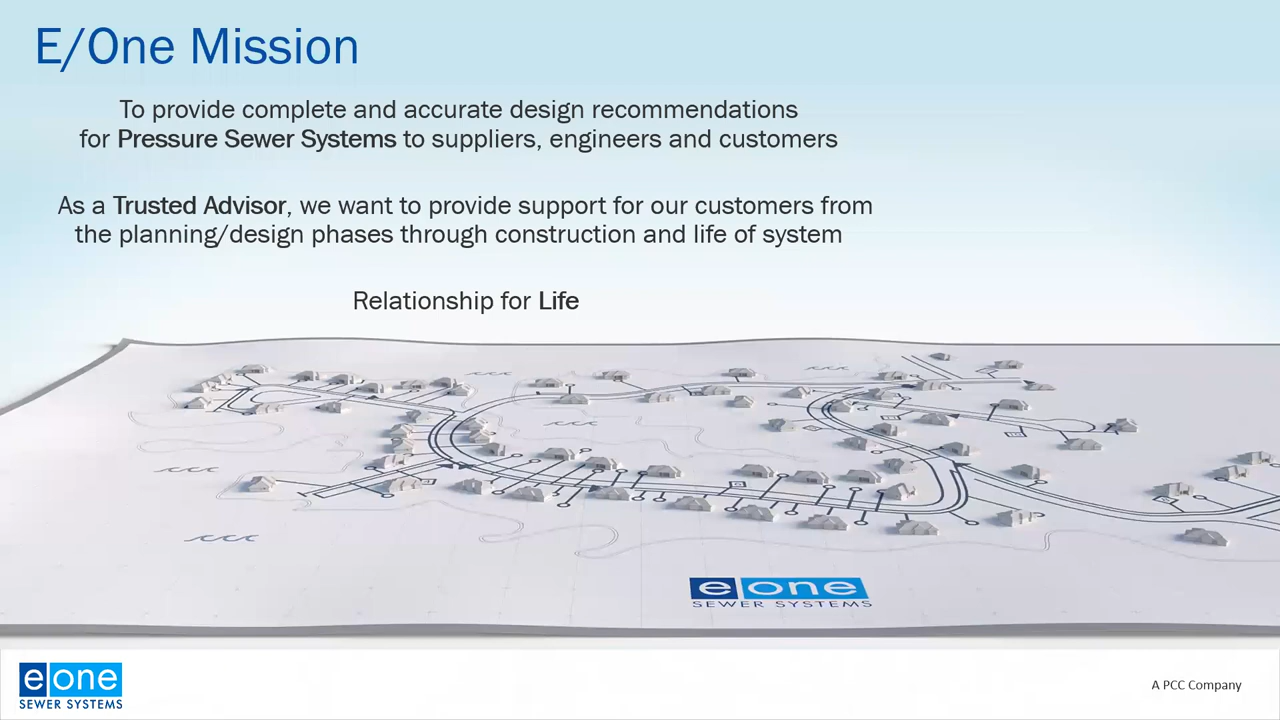 E/One Mission
To provide complete and accurate design recommendations
for Pressure Sewer Systems to suppliers, engineers and customers
As a Trusted Advisor, we want to provide support for our customers from
the planning/design phases through construction and life of system
Relationship for Life
e one
SEWER SYSTEMS
e one
SEWER SYSTEMS
A PCC Company